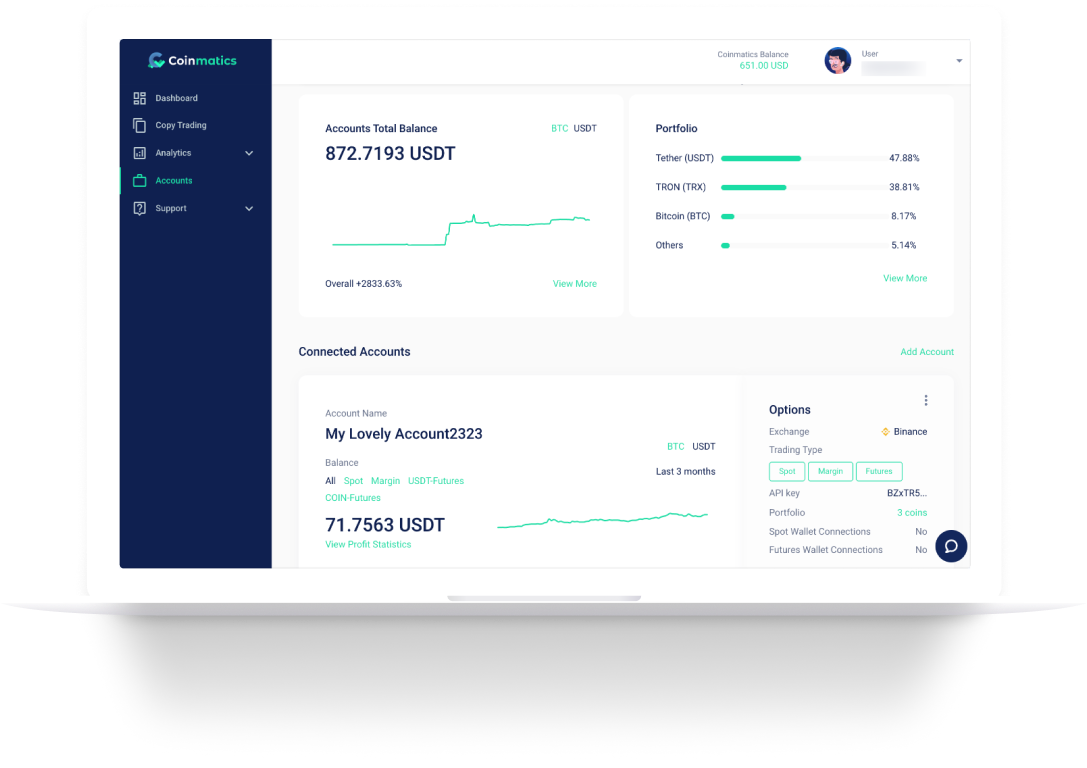 Coinmatics
Coinmatics Balance
651.00 USD
User
Dashboard
Copy Trading
Analytics
Accounts
Support
Accounts Total Balance
BTC USDT
872.7193 USDT
Overall +2833.63%
View More
Portfolio
Tether (USDT) 47.88%
TRON (TRX) 38.81%
Bitcoin (BTC) 8.17%
Others 5.14%
View More
Connected Accounts
Add Account
Account Name
My Lovely Account2323
BTC USDT
Last 3 months
Balance
All Spot Margin USDT-Futures
COIN-Futures
71.7563 USDT
View Profit Statistics
Options
Exchange Binance
Trading Type
Spot Margin Futures
API key BZxTR5...
Portfolio 3 coins
Spot Wallet Connections No
Futures Wallet Connections No